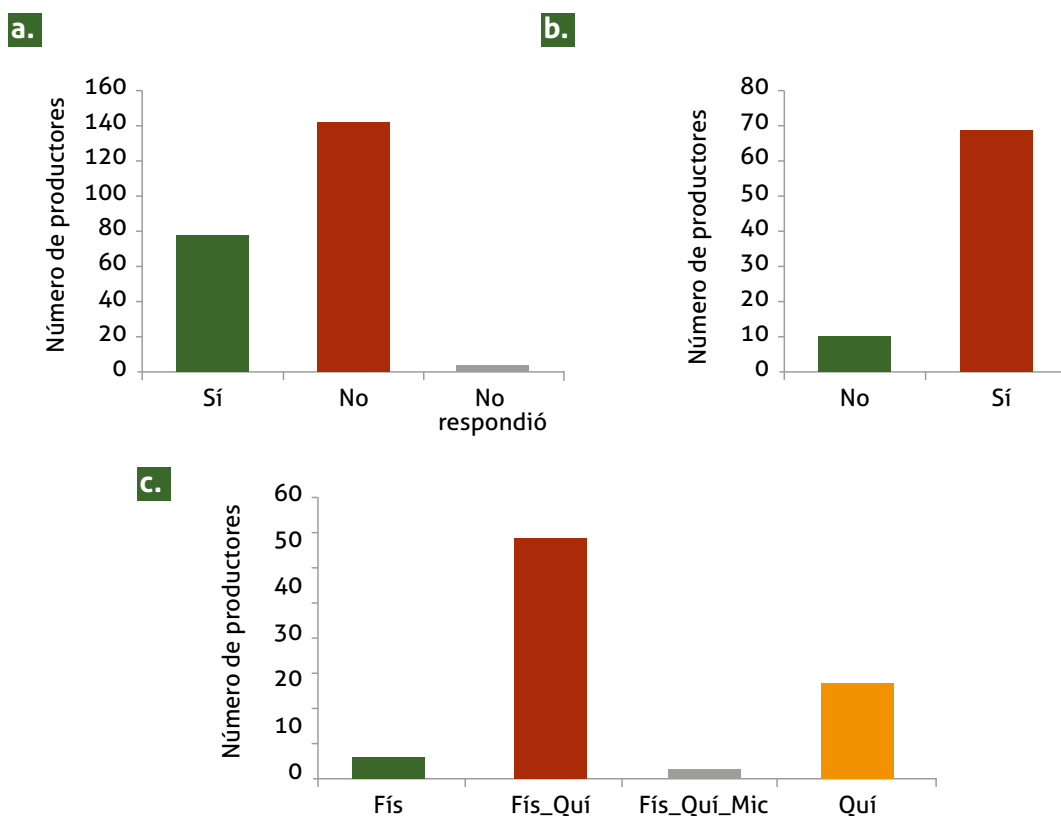 a.
Número de productores
160
140
120
100
80
60
40
20
0
Sí
No
No
respondió
b.
Número de productores
80
70
60
50
40
30
20
10
0
No
Sí
c.
Número de productores
60
50
40
30
20
10
0
Fís
Fís_Quí
Fís_Quí_Mic
Quí